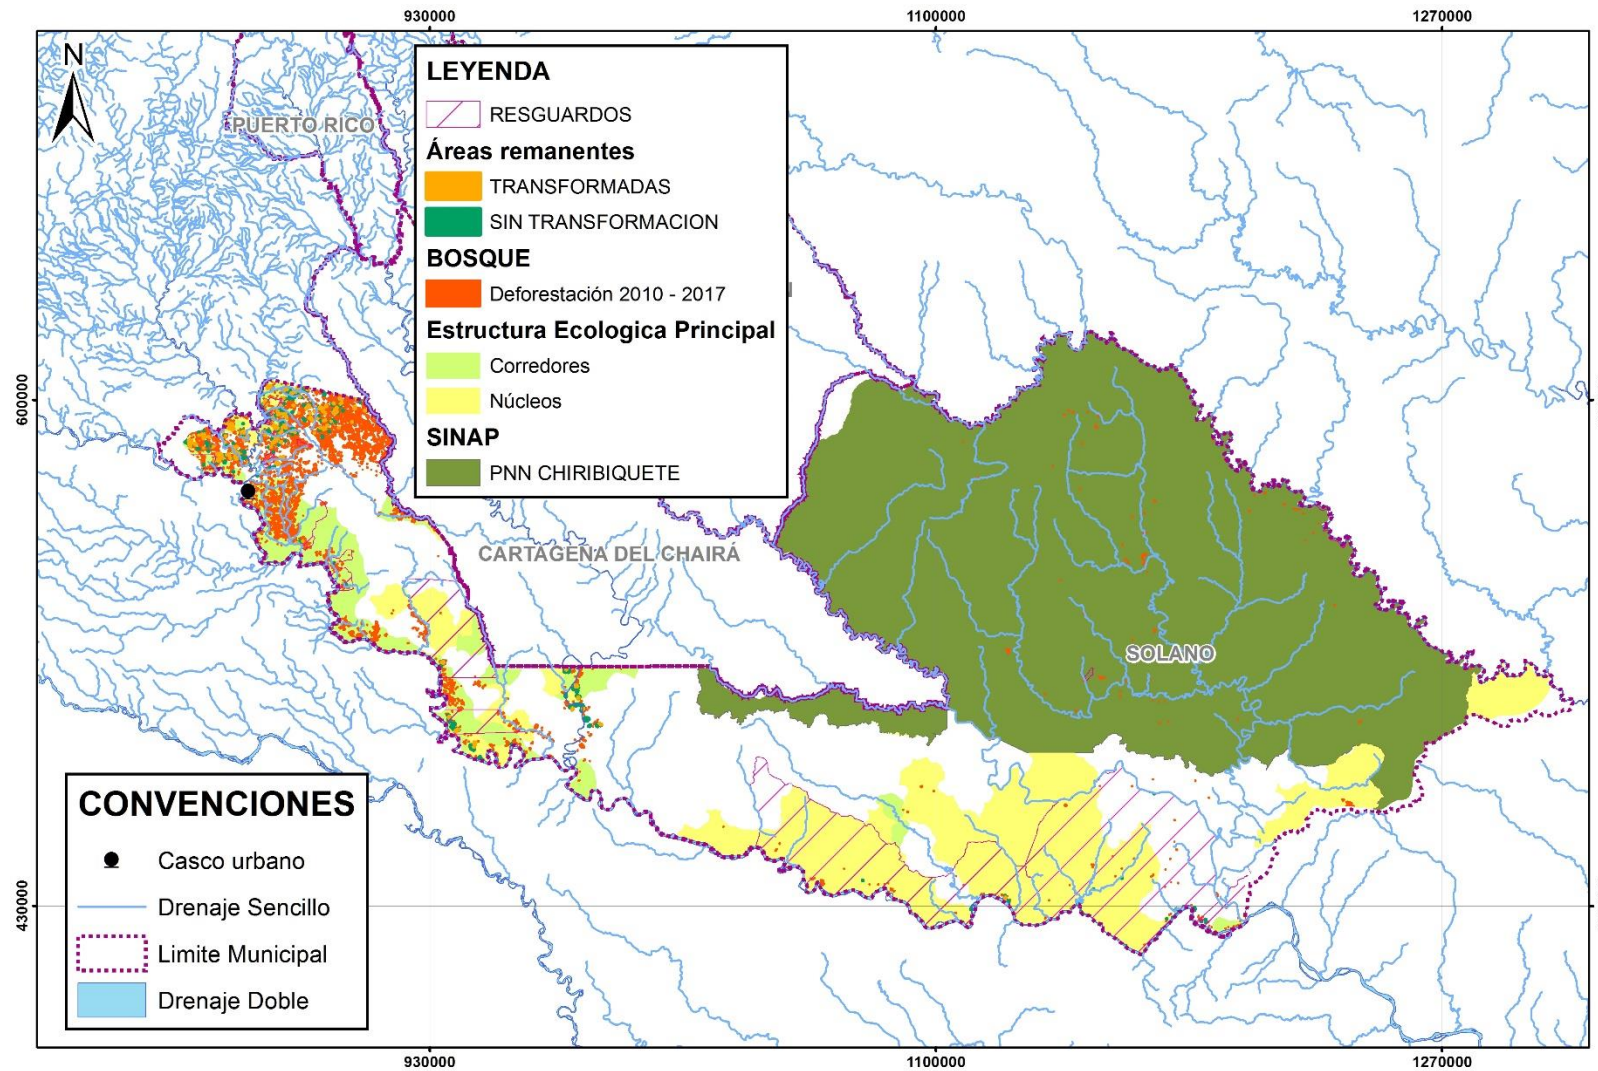 930000
1100000
1270000
N
PUERTO RICO
LEYENDA
RESGUARDOS
Áreas remanentes
TRANSFORMADAS
SIN TRANSFORMACION
BOSQUE
Deforestación 2010 - 2017
Estructura Ecologica Principal
Corredores
Núcleos
SINAP
PNN CHIRIBIQUETE
600000
CARTAGENA DEL CHAIRÁ
SOLANO
430000
CONVENCIONES
Casco urbano
Drenaje Sencillo
Limite Municipal
Drenaje Doble
930000
1100000
1270000